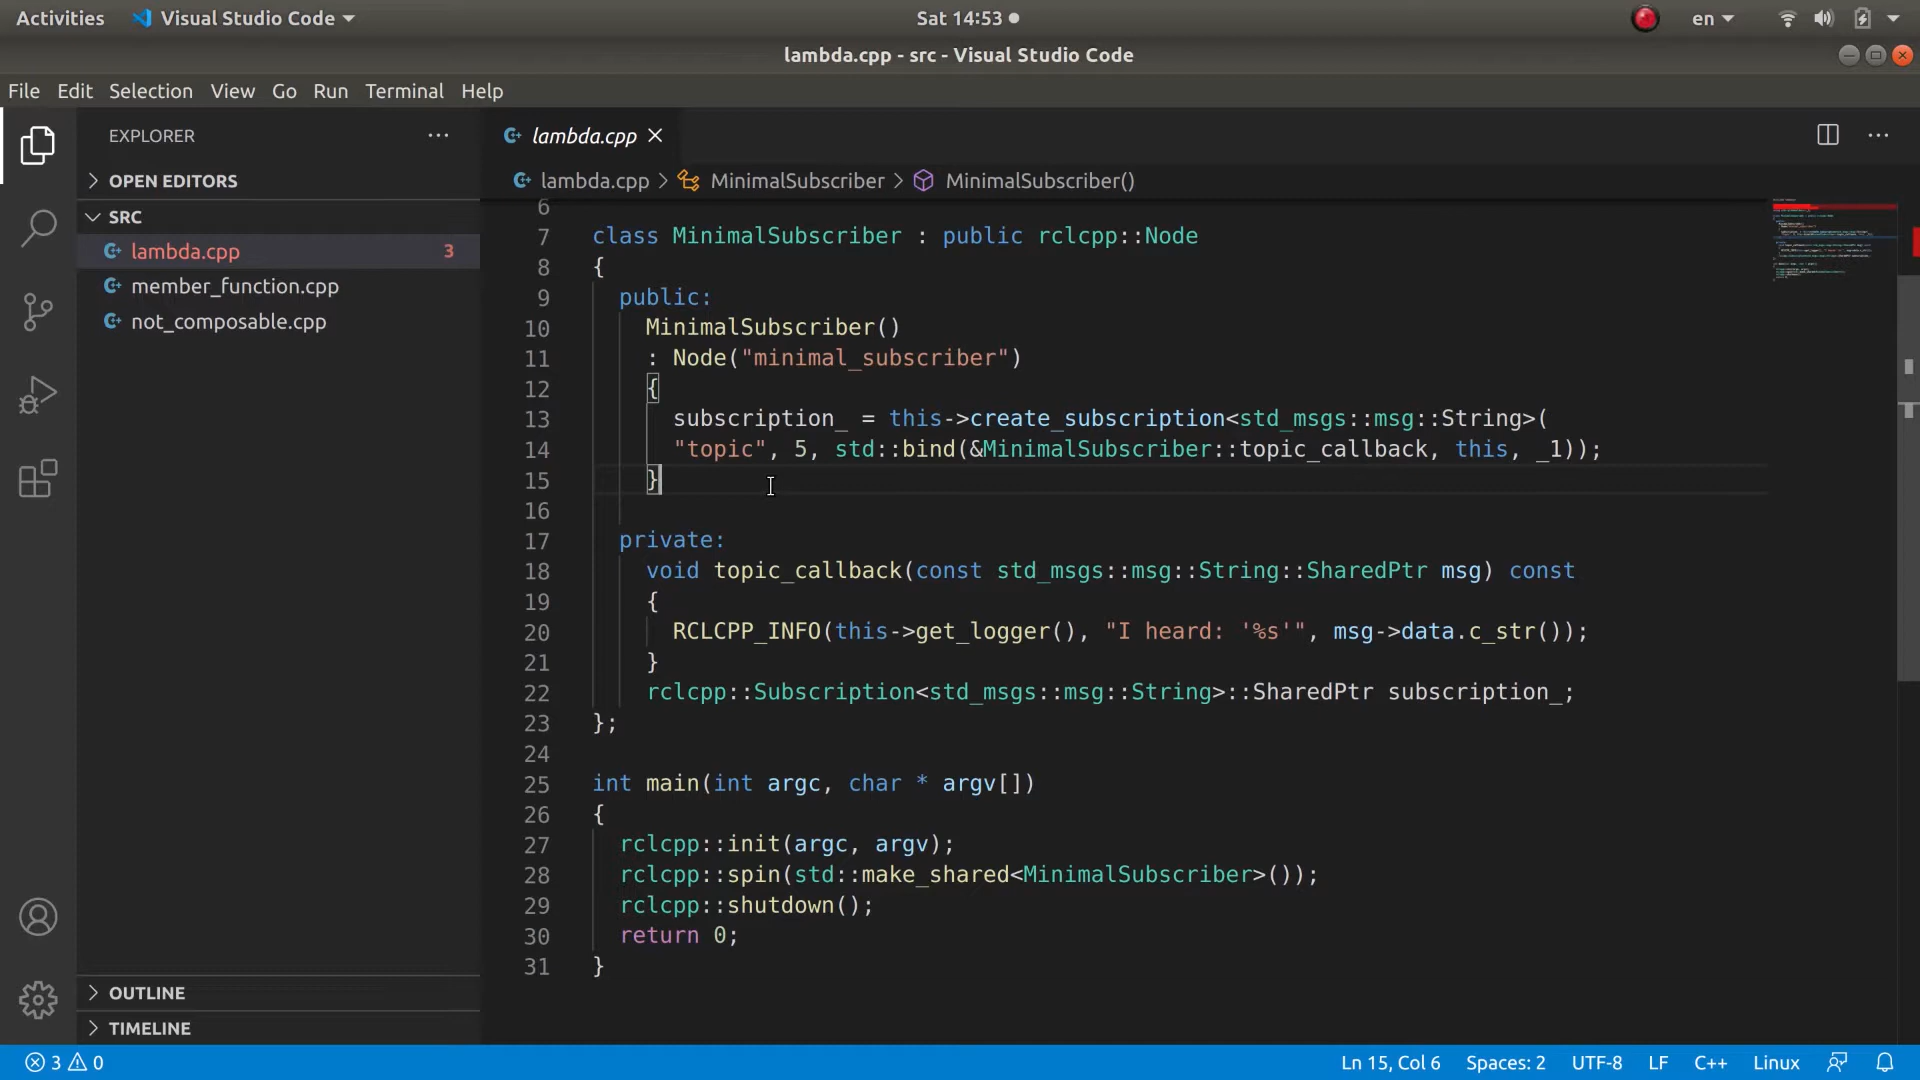 Activities Visual Studio Code Sat 14:53 en
lambda.cpp - src - Visual Studio Code
File Edit Selection View Go Run Terminal Help
EXPLORER
OPEN EDITORS
SRC
lambda.cpp 3
member_function.cpp
not_composable.cpp
OUTLINE
TIMELINE
lambda.cpp
lambda.cpp > MinimalSubscriber > MinimalSubscriber()
6
7 class MinimalSubscriber : public rclcpp::Node
8 {
9 public:
10 MinimalSubscriber()
11 : Node("minimal_subscriber")
12 {
13 subscription_ = this->create_subscription<std_msgs::msg::String>(
14 "topic", 5, std::bind(&MinimalSubscriber::topic_callback, this, _1));
15 }
16
17 private:
18 void topic_callback(const std_msgs::msg::String::SharedPtr msg) const
19 {
20 RCLCPP_INFO(this->get_logger(), "I heard: '%s'", msg->data.c_str());
21 }
22 rclcpp::Subscription<std_msgs::msg::String>::SharedPtr subscription_;
23 };
24
25 int main(int argc, char * argv[])
26 {
27 rclcpp::init(argc, argv);
28 rclcpp::spin(std::make_shared<MinimalSubscriber>());
29 rclcpp::shutdown();
30 return 0;
31 }
3 0 Ln 15, Col 6 Spaces: 2 UTF-8 LF C++ Linux